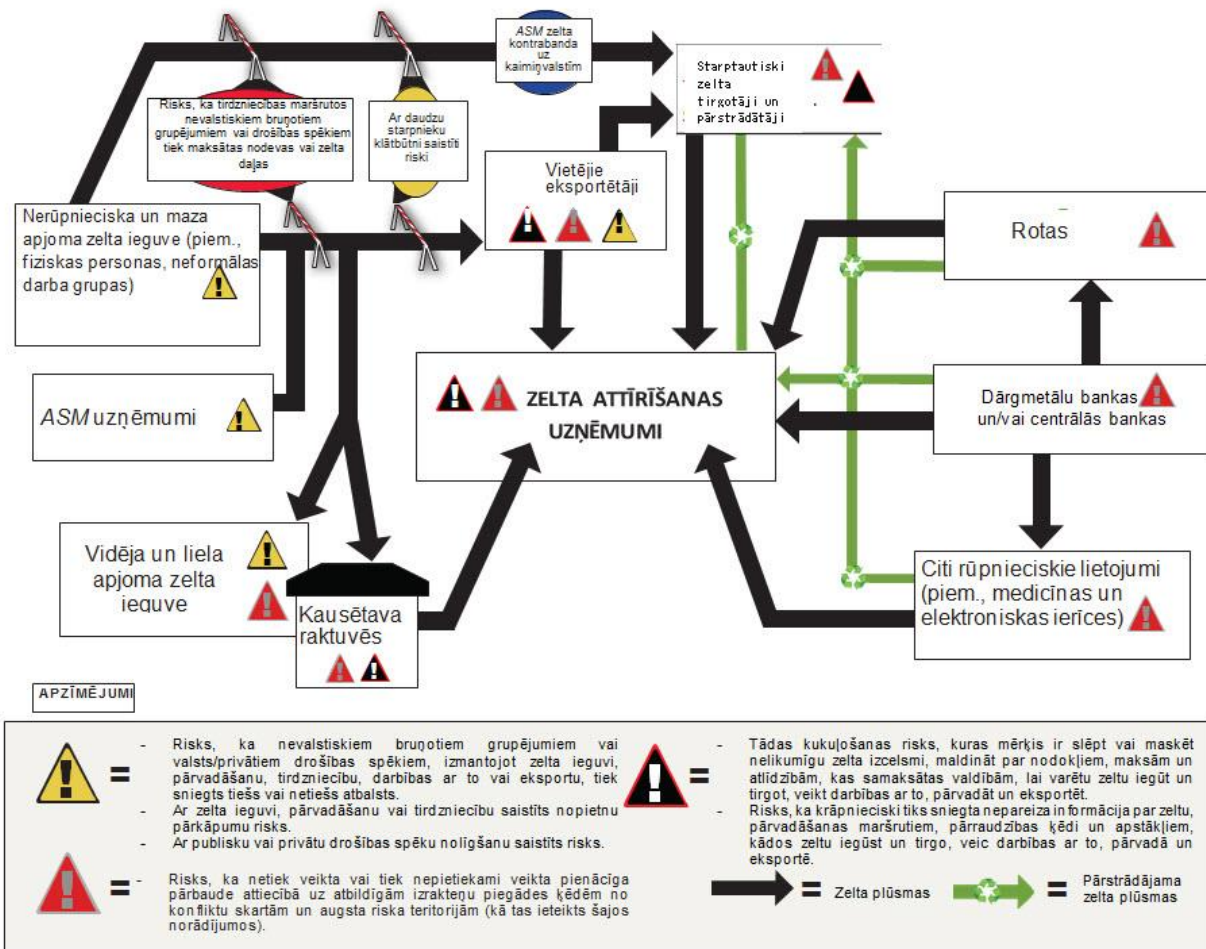 ASM zelta
kontrabanda
uz
kaimiņvalstīm
Starptautiski
zelta
tirgotāji un
pārstrādātāji
Risks, ka tirdzniecības maršrutos
nevalstiskiem bruņotiem
grupējumiem vai drošības spēkiem
tiek maksātas nodevas vai zelta
daļas
Ar daudzu
starpnieku
klātbūtni saistīti
riski
Vietējie
eksportētāji
Nerūpnieciska un maza
apjoma zelta ieguve (piem.,
fiziskas personas, neformālas
darba grupas)
Rotas
ASM uzņēmumi
ZELTA ATTĪRĪŠANAS
UZŅĒMUMI
Dārgmetālu bankas
un/vai centrālās bankas
Vidēja un liela
apjoma zelta
ieguve
Kausētava
raktuvēs
Citi rūpnieciskie lietojumi
(piem., medicīnas un
elektroniskas ierīces)
APZĪMĒJUMI
= - Risks, ka nevalstiskiem bruņotiem grupējumiem vai
valsts/privātiem drošības spēkiem, izmantojot zelta ieguvi,
pārvadāšanu, tirdzniecību, darbības ar to vai eksportu, tiek
sniegts tiešs vai netiešs atbalsts.
- Ar zelta ieguvi, pārvadāšanu vai tirdzniecību saistīts nopietnu
pārkāpumu risks.
- Ar publisku vai privātu drošības spēku nolīgšanu saistīts risks.
= - Risks, ka netiek veikta vai tiek nepietiekami veikta pienācīga
pārbaude attiecībā uz atbildīgām izrakteņu piegādes ķēdēm no
konfliktu skartām un augsta riska teritorijām (kā tas ieteikts šajos
norādījumos).
= - Tādas kukuļošanas risks, kuras mērķis ir slēpt vai maskēt
nelikumīgu zelta izcelsmi, maldināt par nodokļiem, maksām un
atlīdzībām, kas samaksātas valdībām, lai varētu zeltu iegūt un
tirgot, veikt darbības ar to, pārvadāt un eksportēt.
- Risks, ka krāpnieciski tiks sniegta nepareiza informācija par zeltu,
pārvadāšanas maršrutiem, pārraudzības ķēdi un apstākļiem,
kādos zeltu iegūst un tirgo, veic darbības ar to, pārvadā un
eksportē.
= Zelta plūsmas
= Pārstrādājama
zelta plūsmas